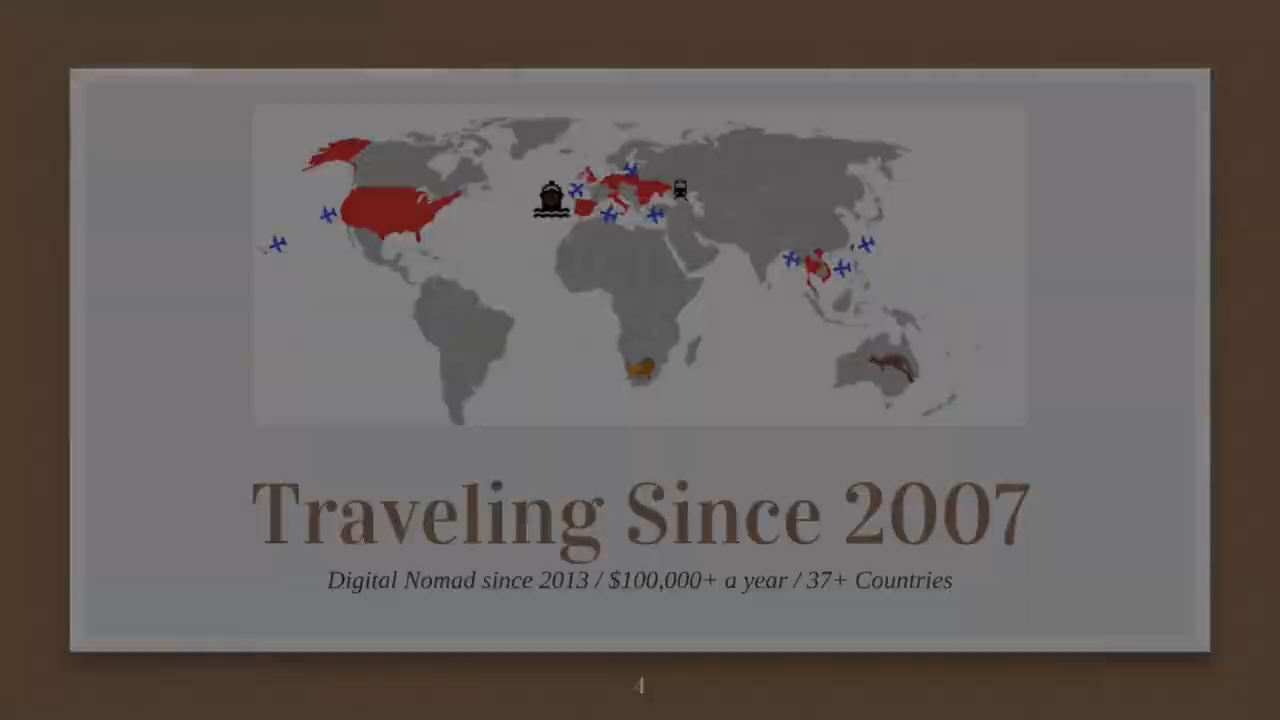 Traveling Since 2007
Digital Nomad since 2013 / $100,000+ a year / 37+ Countries
4